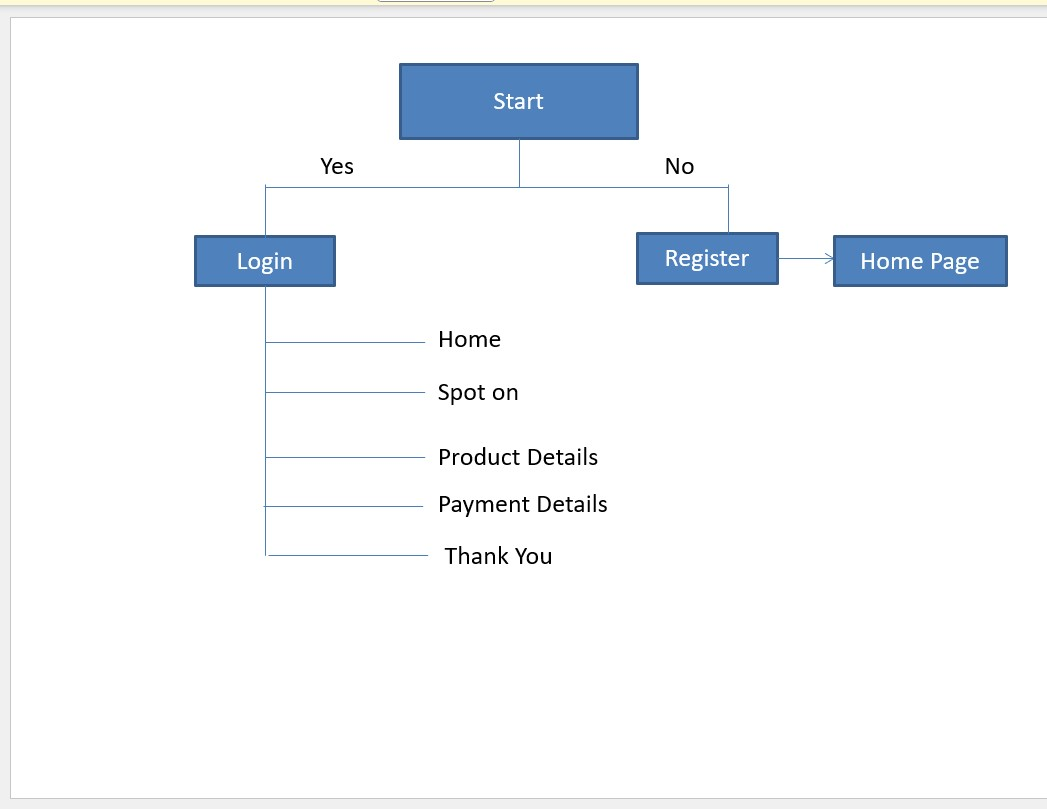 Start
Yes
No
Login
Register
Home Page
Home
Spot on
Product Details
Payment Details
Thank You